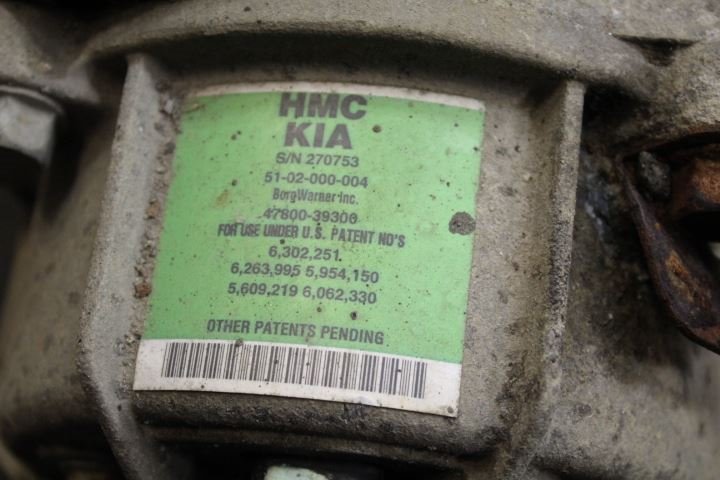 HMC
KIA
S/N 270753
51-02-000-004
BorgWarner Inc.
47800-39300
FOR USE UNDER U.S. PATENT NO'S
6,302,251.
6,263,995 5,954,150
5,609,219 6,062,330
OTHER PATENTS PENDING